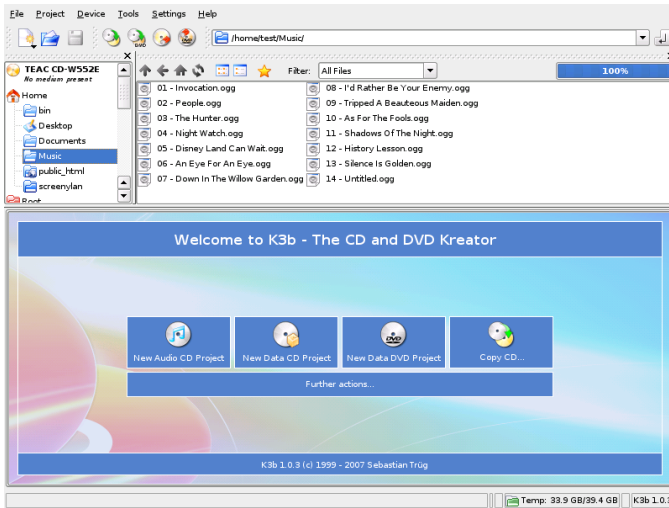 File Project Device Tools Settings Help
/home/test/Music/
TEAC CD-W552E
No medium present
Filter: All Files 100%
Home
bin
Desktop
Documents
Music
public_html
screenylan
Root
01 - Invocation.ogg
02 - People.ogg
03 - The Hunter.ogg
04 - Night Watch.ogg
05 - Disney Land Can Wait.ogg
06 - An Eye For An Eye.ogg
07 - Down In The Willow Garden.ogg
08 - I'd Rather Be Your Enemy.ogg
09 - Tripped A Beauteous Maiden.ogg
10 - As For The Fools.ogg
11 - Shadows Of The Night.ogg
12 - History Lesson.ogg
13 - Silence Is Golden.ogg
14 - Untitled.ogg
Welcome to K3b - The CD and DVD Kreator
DVD
New Audio CD Project New Data CD Project New Data DVD Project Copy CD...
Further actions...
K3b 1.0.3 (c) 1999 - 2007 Sebastian Trüg
Temp: 33.9 GB/39.4 GB K3b 1.0.3